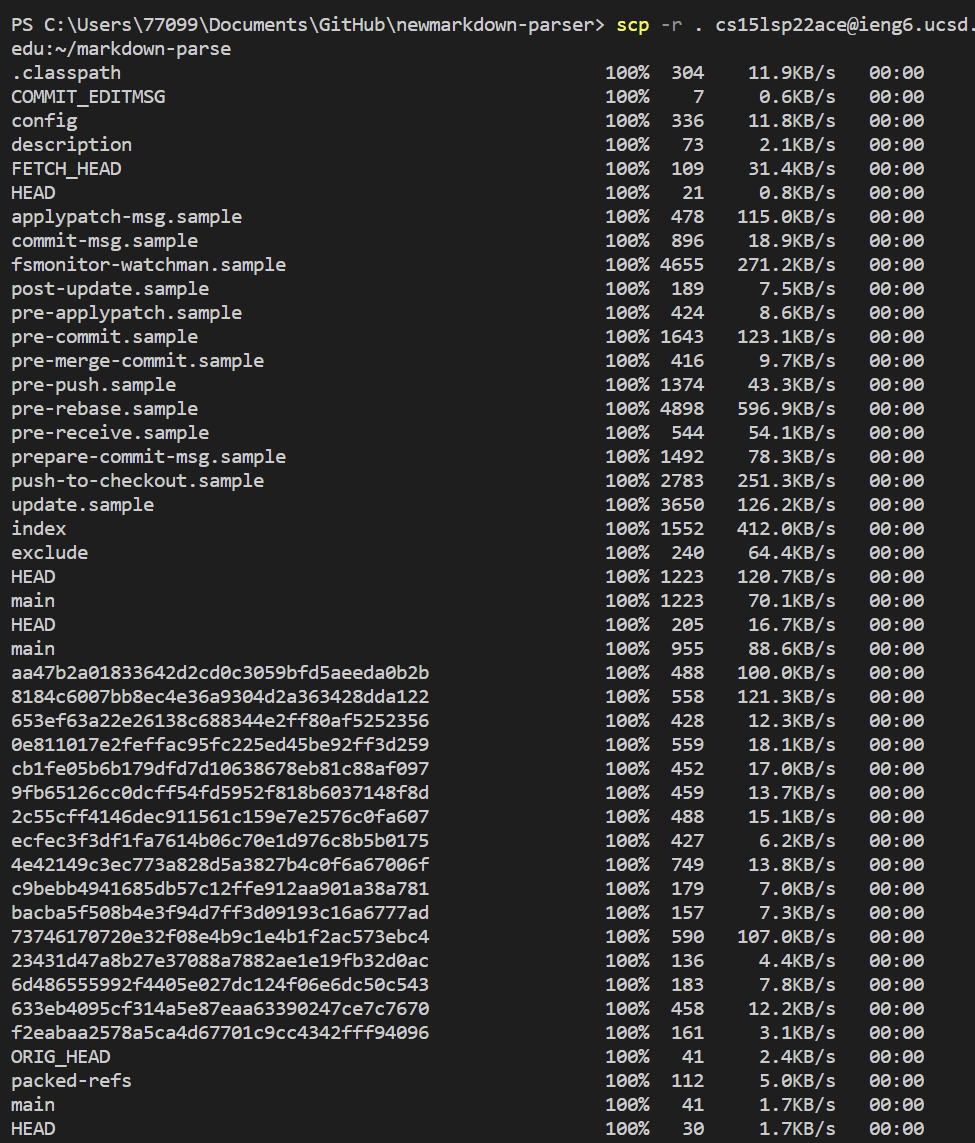 PS C:\Users\77099\Documents\GitHub\newmarkdown-parser> scp -r . cs15lsp22ace@ieng6.ucsd.
edu:~/markdown-parse
.classpath 100% 304 11.9KB/s 00:00
COMMIT_EDITMSG 100% 7 0.6KB/s 00:00
config 100% 336 11.8KB/s 00:00
description 100% 73 2.1KB/s 00:00
FETCH_HEAD 100% 109 31.4KB/s 00:00
HEAD 100% 21 0.8KB/s 00:00
applypatch-msg.sample 100% 478 115.0KB/s 00:00
commit-msg.sample 100% 896 18.9KB/s 00:00
fsmonitor-watchman.sample 100% 4655 271.2KB/s 00:00
post-update.sample 100% 189 7.5KB/s 00:00
pre-applypatch.sample 100% 424 8.6KB/s 00:00
pre-commit.sample 100% 1643 123.1KB/s 00:00
pre-merge-commit.sample 100% 416 9.7KB/s 00:00
pre-push.sample 100% 1374 43.3KB/s 00:00
pre-rebase.sample 100% 4898 596.9KB/s 00:00
pre-receive.sample 100% 544 54.1KB/s 00:00
prepare-commit-msg.sample 100% 1492 78.3KB/s 00:00
push-to-checkout.sample 100% 2783 251.3KB/s 00:00
update.sample 100% 3650 126.2KB/s 00:00
index 100% 1552 412.0KB/s 00:00
exclude 100% 240 64.4KB/s 00:00
HEAD 100% 1223 120.7KB/s 00:00
main 100% 1223 70.1KB/s 00:00
HEAD 100% 205 16.7KB/s 00:00
main 100% 955 88.6KB/s 00:00
aa47b2a01833642d2cd0c3059bfd5aeeda0b2b 100% 488 100.0KB/s 00:00
8184c6007bb8ec4e36a9304d2a363428dda122 100% 558 121.3KB/s 00:00
653ef63a22e26138c688344e2ff80af5252356 100% 428 12.3KB/s 00:00
0e811017e2feffac95fc225ed45be92ff3d259 100% 559 18.1KB/s 00:00
cb1fe05b6b179dfd7d10638678eb81c88af097 100% 452 17.0KB/s 00:00
9fb65126cc0dcff54fd5952f818b6037148f8d 100% 459 13.7KB/s 00:00
2c55cff4146dec911561c159e7e2576c0fa607 100% 488 15.1KB/s 00:00
ecfec3f3df1fa7614b06c70e1d976c8b5b0175 100% 427 6.2KB/s 00:00
4e42149c3ec773a828d5a3827b4c0f6a67006f 100% 749 13.8KB/s 00:00
c9bebb4941685db57c12ffe912aa901a38a781 100% 179 7.0KB/s 00:00
bacba5f508b4e3f94d7ff3d09193c16a6777ad 100% 157 7.3KB/s 00:00
73746170720e32f08e4b9c1e4b1f2ac573ebc4 100% 590 107.0KB/s 00:00
23431d47a8b27e37088a7882ae1e19fb32d0ac 100% 136 4.4KB/s 00:00
6d486555992f4405e027dc124f06e6dc50c543 100% 183 7.8KB/s 00:00
633eb4095cf314a5e87eaa63390247ce7c7670 100% 458 12.2KB/s 00:00
f2eabaa2578a5ca4d67701c9cc4342fff94096 100% 161 3.1KB/s 00:00
ORIG_HEAD 100% 41 2.4KB/s 00:00
packed-refs 100% 112 5.0KB/s 00:00
main 100% 41 1.7KB/s 00:00
HEAD 100% 30 1.7KB/s 00:00